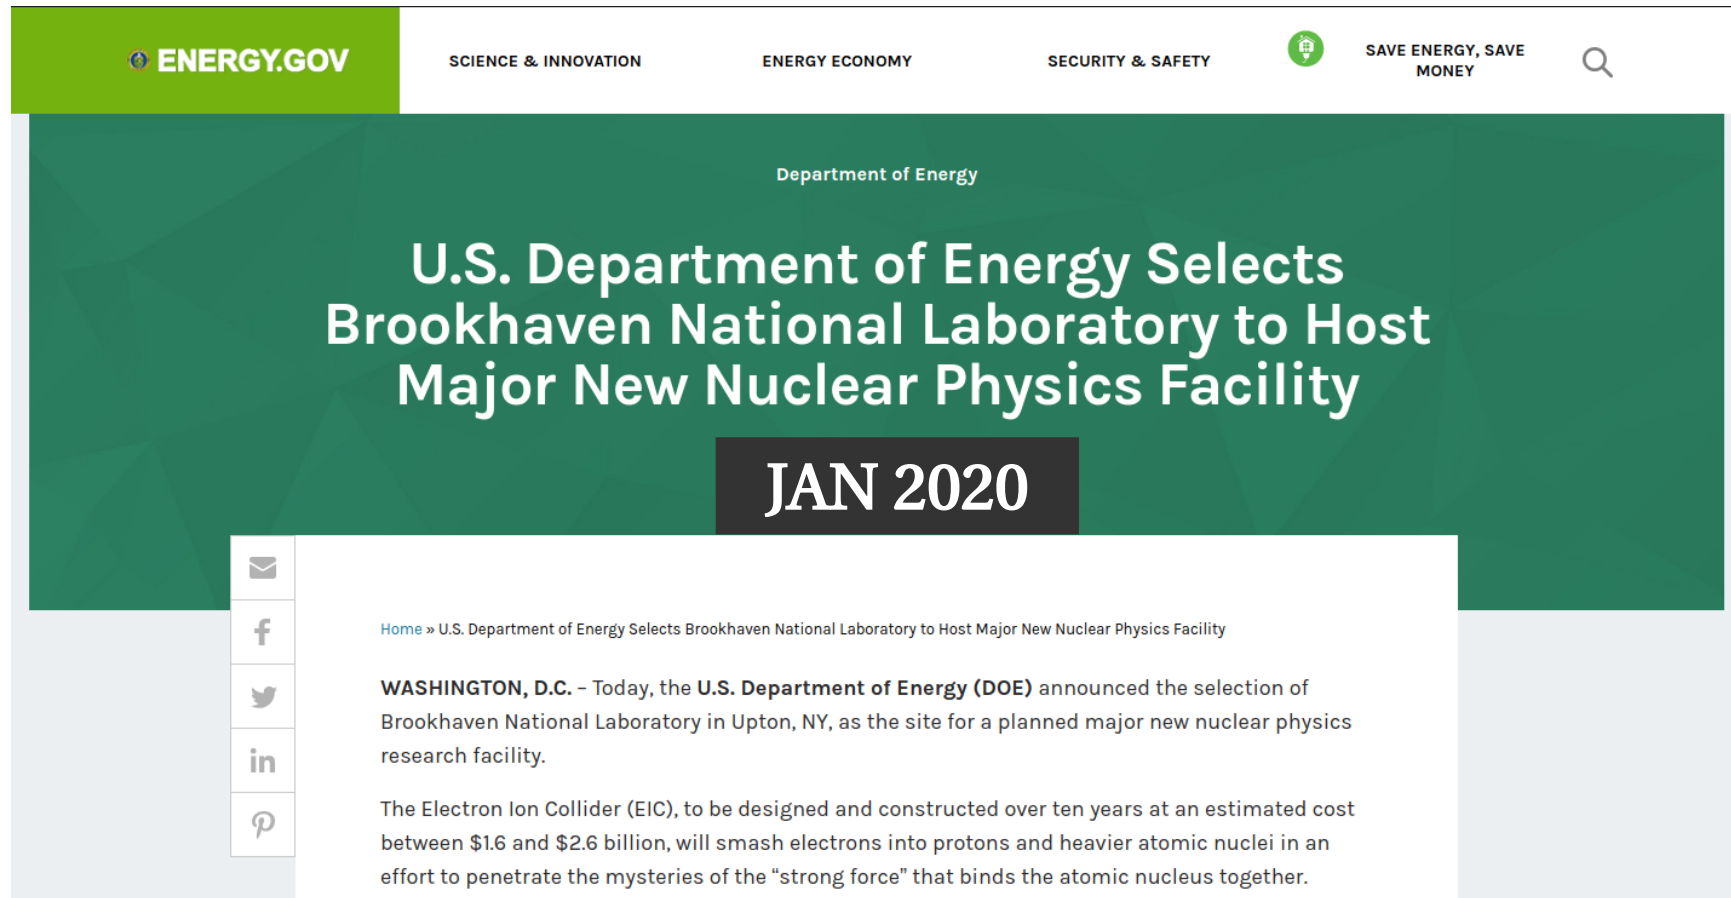 ENERGY.GOV
SCIENCE & INNOVATION
ENERGY ECONOMY
SECURITY & SAFETY
SAVE ENERGY, SAVE
MONEY
Department of Energy
U.S. Department of Energy Selects
Brookhaven National Laboratory to Host
Major New Nuclear Physics Facility
JAN 2020
Home » U.S. Department of Energy Selects Brookhaven National Laboratory to Host Major New Nuclear Physics Facility
WASHINGTON, D.C. – Today, the U.S. Department of Energy (DOE) announced the selection of
Brookhaven National Laboratory in Upton, NY, as the site for a planned major new nuclear physics
research facility.
The Electron Ion Collider (EIC), to be designed and constructed over ten years at an estimated cost
between $1.6 and $2.6 billion, will smash electrons into protons and heavier atomic nuclei in an
effort to penetrate the mysteries of the “strong force” that binds the atomic nucleus together.